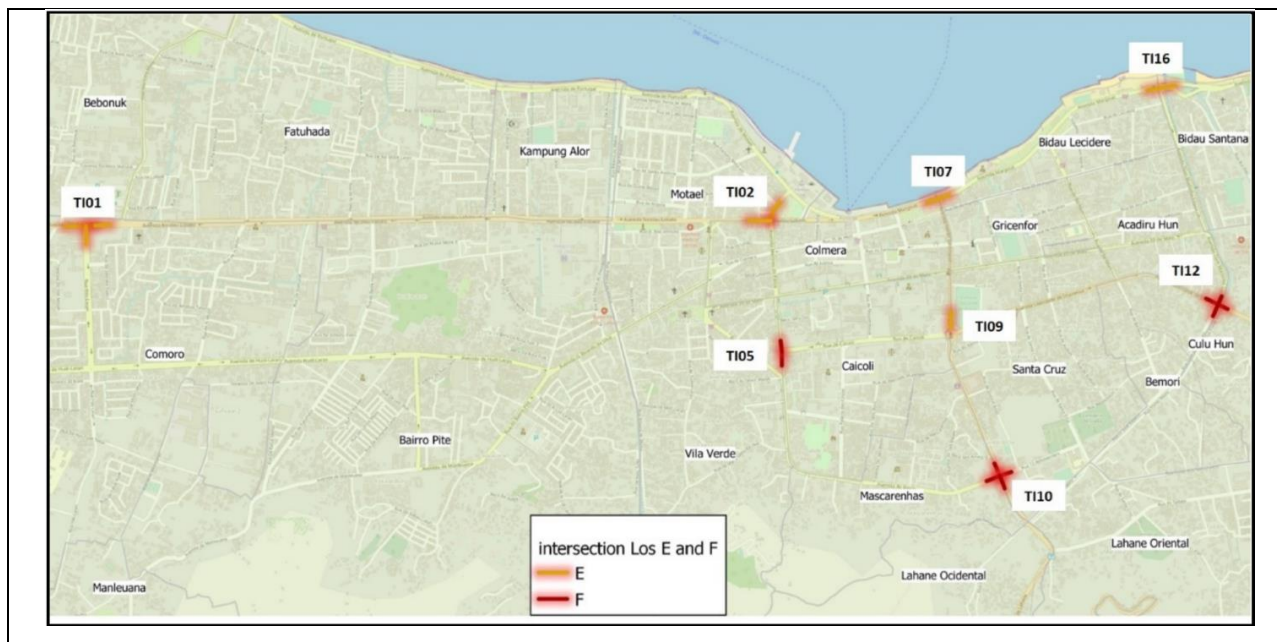 TI16
Bebonuk
Fatuhada
Bidau Lecidere
Bidau Santana
Kampung Alor
TI07
Motael
TI02
TI01
Gricenfor
Acadiru Hun
Colmera
TI12
TI09
Culu Hun
TI05
Comoro
Caicoli
Santa Cruz
Bemori
Bairro Pite
Vila Verde
Mascarenhas
TI10
intersection Los E and F
E
F
Lahane Oriental
Lahane Ocidental
Manleuana